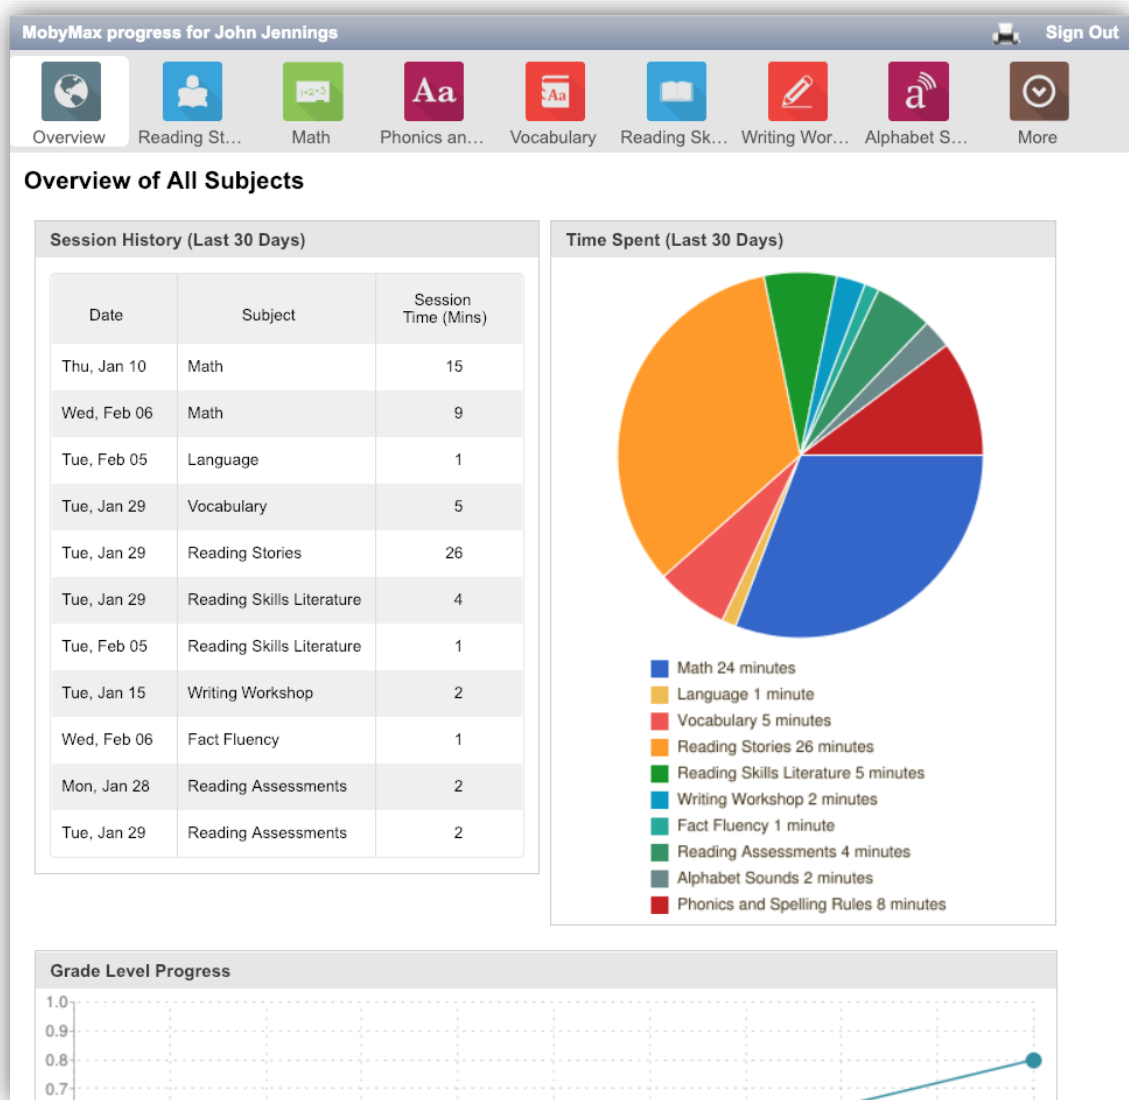 MobyMax progress for John Jennings
Sign Out
Overview
Reading St...
Math
Phonics an...
Vocabulary
Reading Sk...
Writing Wor...
Alphabet S...
More
Overview of All Subjects
Session History (Last 30 Days)
Date Subject Session
Time (Mins)
Thu, Jan 10 Math 15
Wed, Feb 06 Math 9
Tue, Feb 05 Language 1
Tue, Jan 29 Vocabulary 5
Tue, Jan 29 Reading Stories 26
Tue, Jan 29 Reading Skills Literature 4
Tue, Feb 05 Reading Skills Literature 1
Tue, Jan 15 Writing Workshop 2
Wed, Feb 06 Fact Fluency 1
Mon, Jan 28 Reading Assessments 2
Tue, Jan 29 Reading Assessments 2
Time Spent (Last 30 Days)
Math 24 minutes
Language 1 minute
Vocabulary 5 minutes
Reading Stories 26 minutes
Reading Skills Literature 5 minutes
Writing Workshop 2 minutes
Fact Fluency 1 minute
Reading Assessments 4 minutes
Alphabet Sounds 2 minutes
Phonics and Spelling Rules 8 minutes
Grade Level Progress
1.0
0.9
0.8
0.7